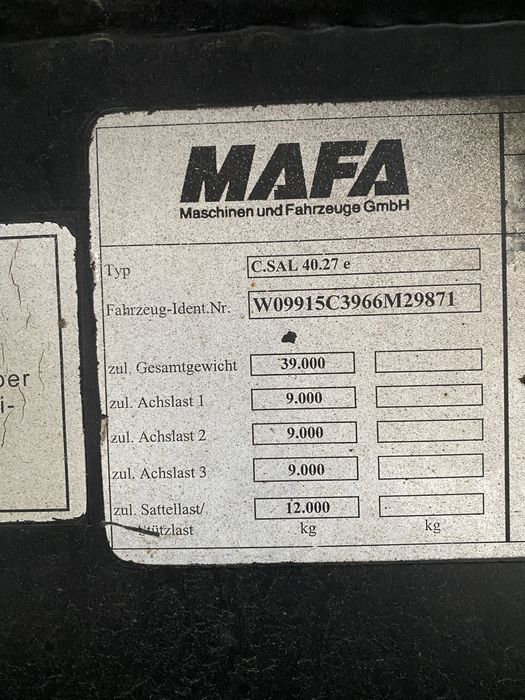 MAFA
Maschinen und Fahrzeuge GmbH
Typ C.SAL 40.27 e
Fahrzeug-Ident.Nr. W09915C3966M29871
zul. Gesamtgewicht 39.000
zul. Achslast 1 9.000
zul. Achslast 2 9.000
zul. Achslast 3 9.000
zul. Sattellast/ 12.000
tützlast kg kg
ber
i-